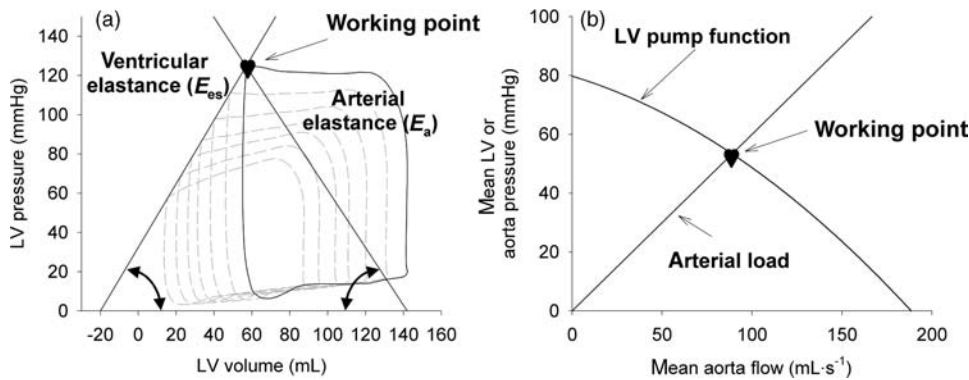 (a)
Working point
Ventricular
elastance (Ees)
Arterial
elastance (Ea)
LV pressure (mmHg)
140
120
100
80
60
40
20
0
-20 0 20 40 60 80 100 120 140 160
LV volume (mL)
(b)
LV pump function
Working point
Arterial load
Mean LV or
aorta pressure (mmHg)
100
80
60
40
20
0
0 50 100 150 200
Mean aorta flow (mL·s⁻¹)